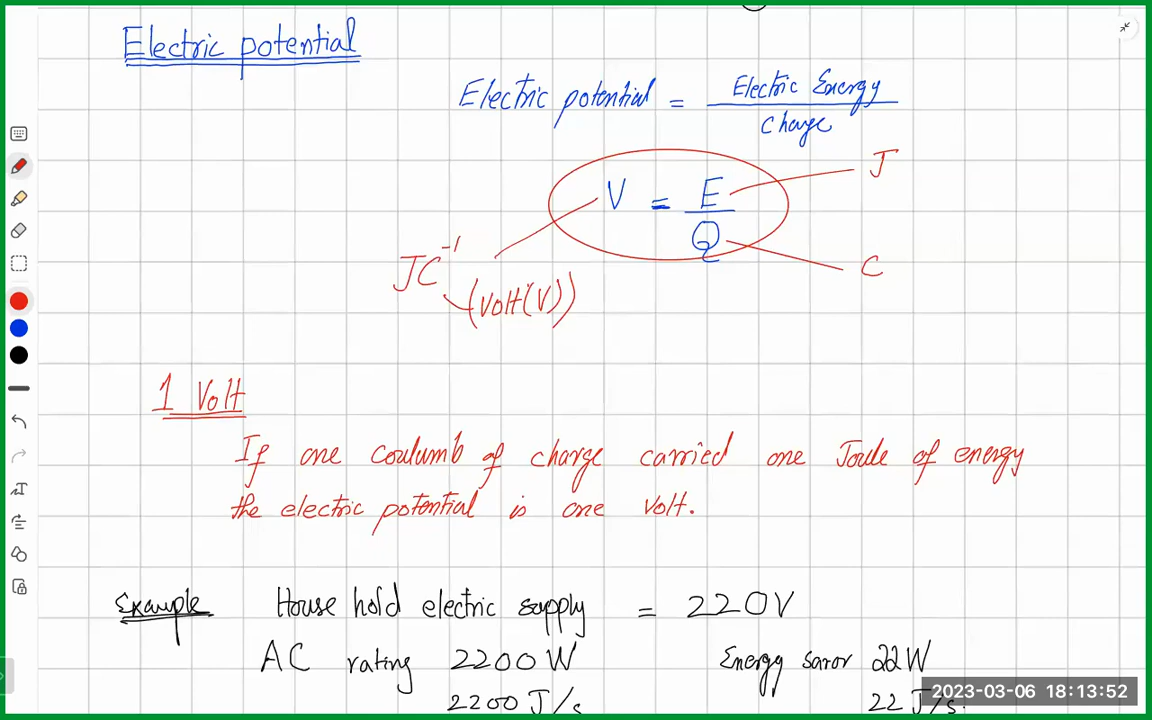 Electric potential
Electric potential = Electric Energy / Charge
V = E / Q
J
C
JC⁻¹
(Volt(V))
1 Volt
If one coulumb of charge carried one Joule of energy
the electric potential is one Volt.
Example House hold electric supply = 220V
AC rating 2200 W Energy savor 22W
2200 J/s 22 J/s.
2023-03-06 18:13:52